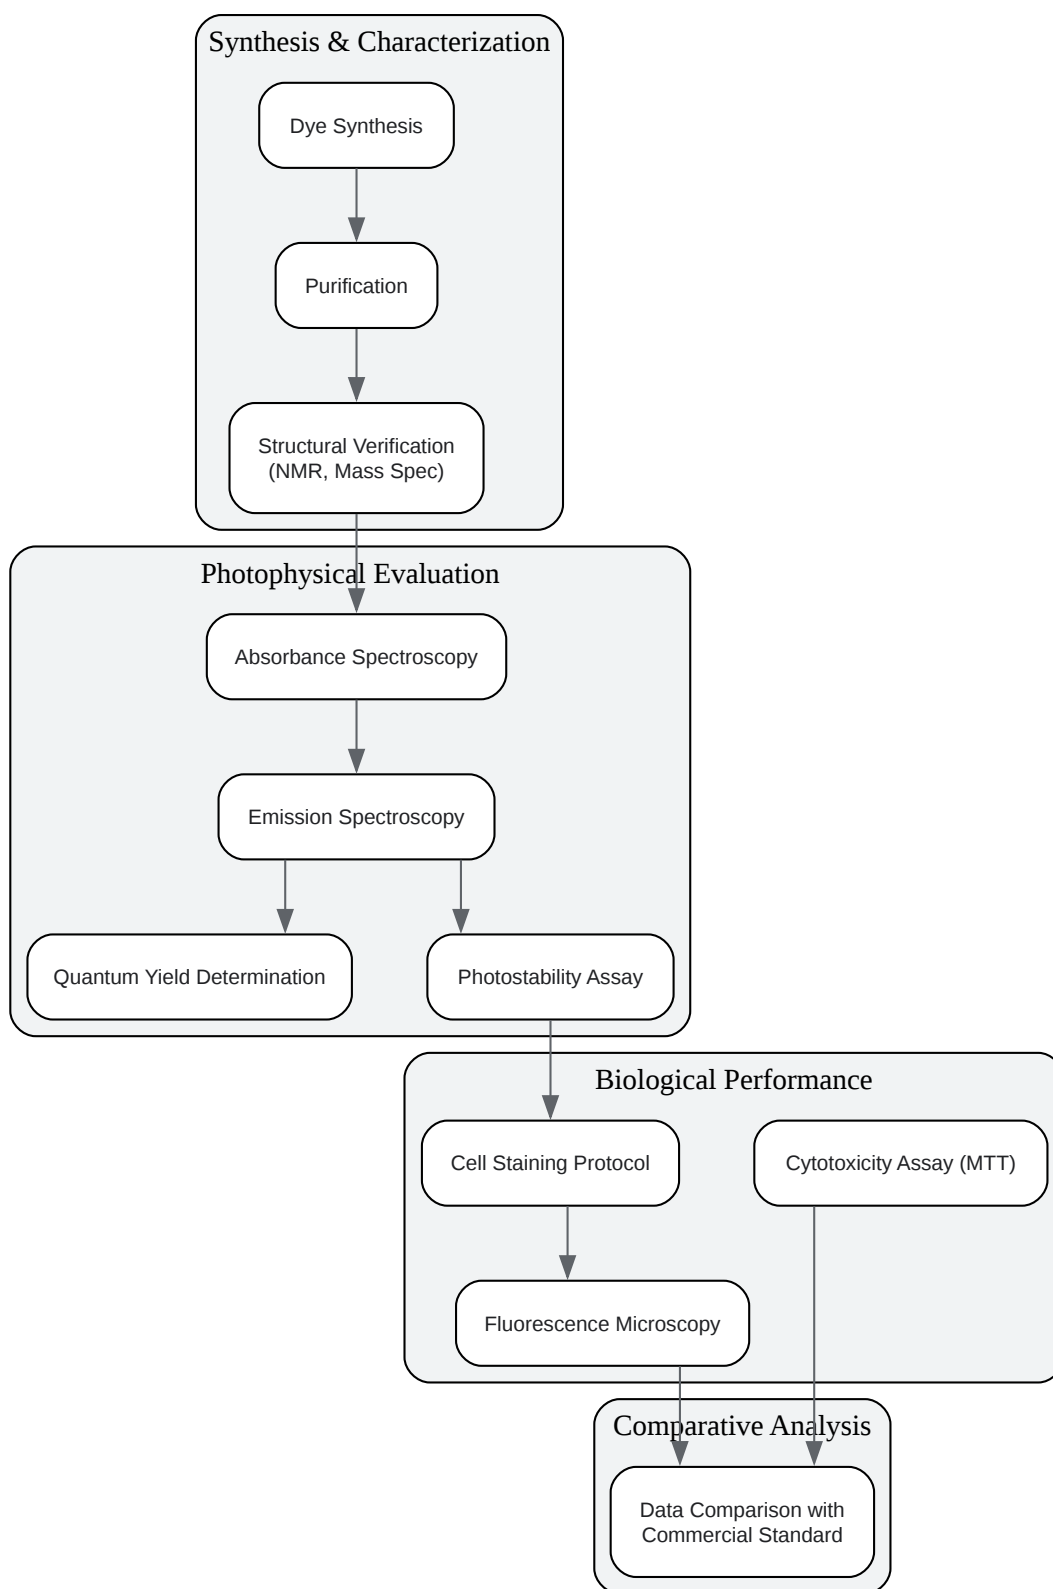 Synthesis & Characterization
Dye Synthesis
Purification
Structural Verification
(NMR, Mass Spec)
Photophysical Evaluation
Absorbance Spectroscopy
Emission Spectroscopy
Quantum Yield Determination
Photostability Assay
Biological Performance
Cell Staining Protocol
Cytotoxicity Assay (MTT)
Fluorescence Microscopy
Comparative Analysis
Data Comparison with
Commercial Standard